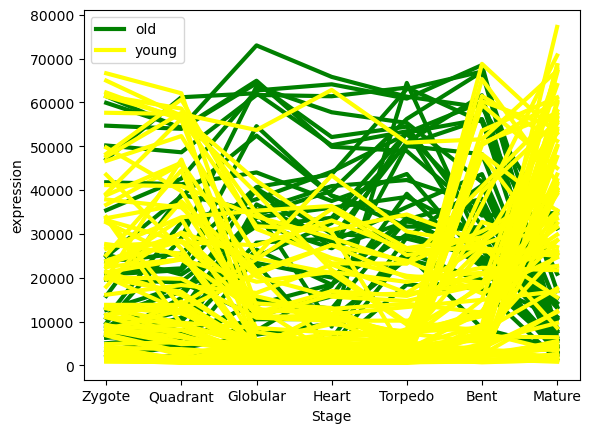 80000
70000
60000
50000
40000
30000
20000
10000
0
expression
old
young
Zygote Quadrant Globular Heart Torpedo Bent Mature
Stage